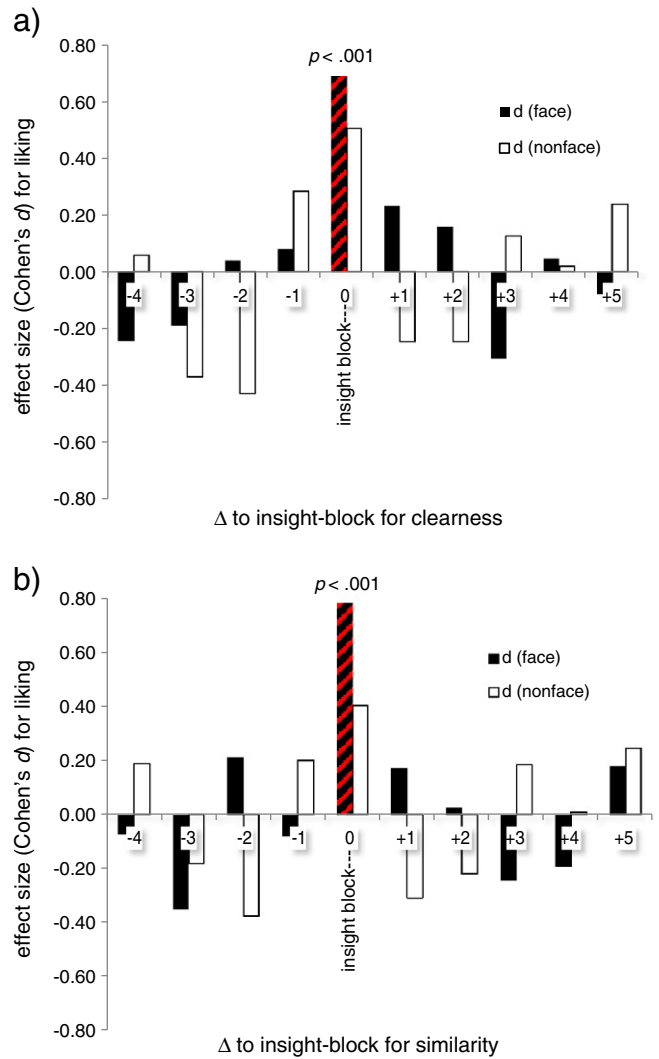 a)
0.80
0.60
0.40
0.20
0.00
-0.20
-0.40
-0.60
-0.80
effect size (Cohen's d) for liking
p < .001
d (face)
d (nonface)
-4 -3 -2 -1 0 +1 +2 +3 +4 +5
insight block----
Δ to insight-block for clearness
b)
0.80
0.60
0.40
0.20
0.00
-0.20
-0.40
-0.60
-0.80
effect size (Cohen's d) for liking
p < .001
d (face)
d (nonface)
-4 -3 -2 -1 0 +1 +2 +3 +4 +5
insight block----
Δ to insight-block for similarity